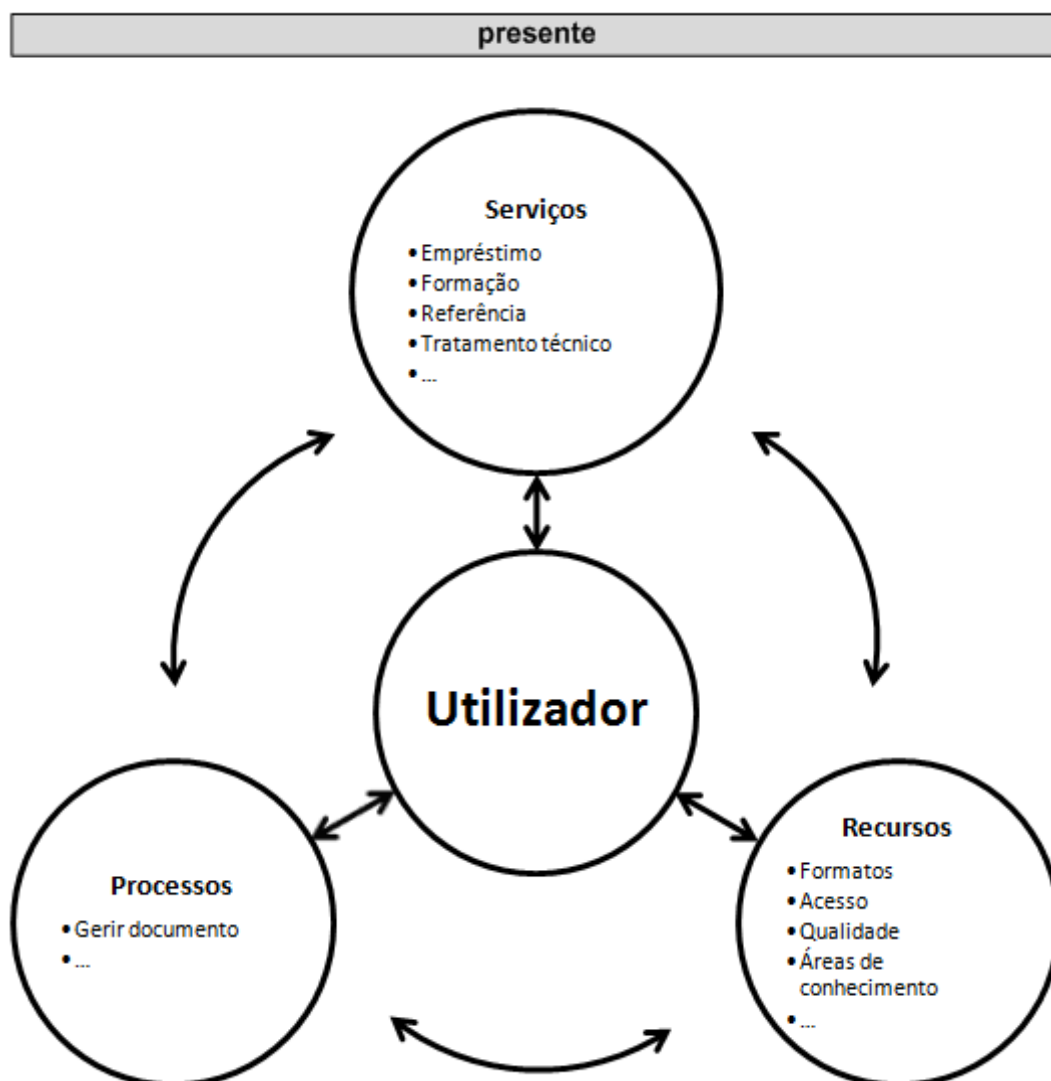 presente
Serviços
• Empréstimo
• Formação
• Referência
• Tratamento técnico
• ...
Utilizador
Processos
• Gerir documento
• ...
Recursos
• Formatos
• Acesso
• Qualidade
• Áreas de
conhecimento
• ...